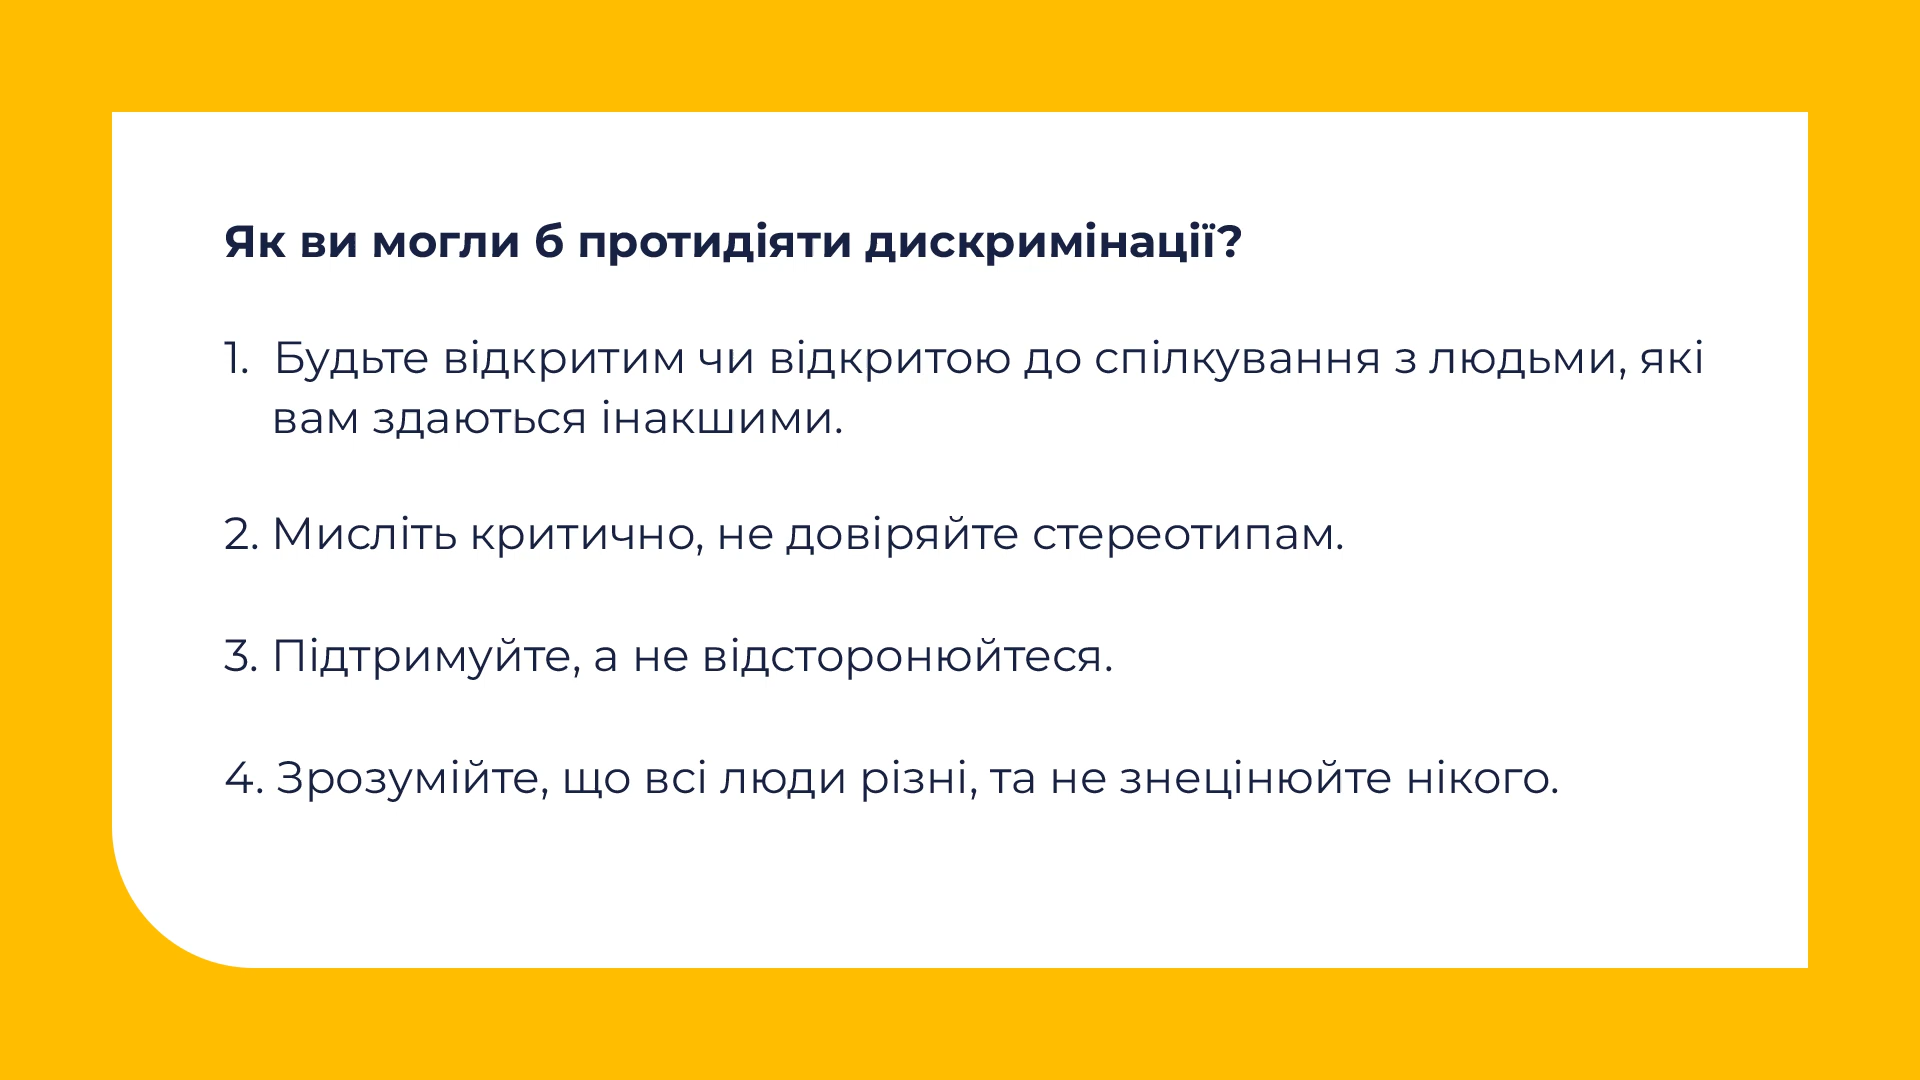 Як ви могли б протидіяти дискримінації?
1. Будьте відкритим чи відкритою до спілкування з людьми, які
вам здаються інакшими.
2. Мисліть критично, не довіряйте стереотипам.
3. Підтримуйте, а не відсторонюйтеся.
4. Зрозумійте, що всі люди різні, та не знецінюйте нікого.